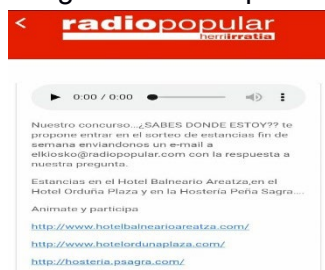 radiopopular
herriirratia
0:00 / 0:00
Nuestro concurso...¿SABES DONDE ESTOY?? te
propone entrar en el sorteo de estancias fin de
semana enviandonos un e-mail a
elkiosko@radiopopular.com con la respuesta a
nuestra pregunta.
Estancias en el Hotel Balneario Areatza,en el
Hotel Orduña Plaza y en la Hostería Peña Sagra....
Animate y participa
http://www.hotelbalnearioareatza.com/
http://www.hotelordunaplaza.com/
http://hosteria.psagra.com/